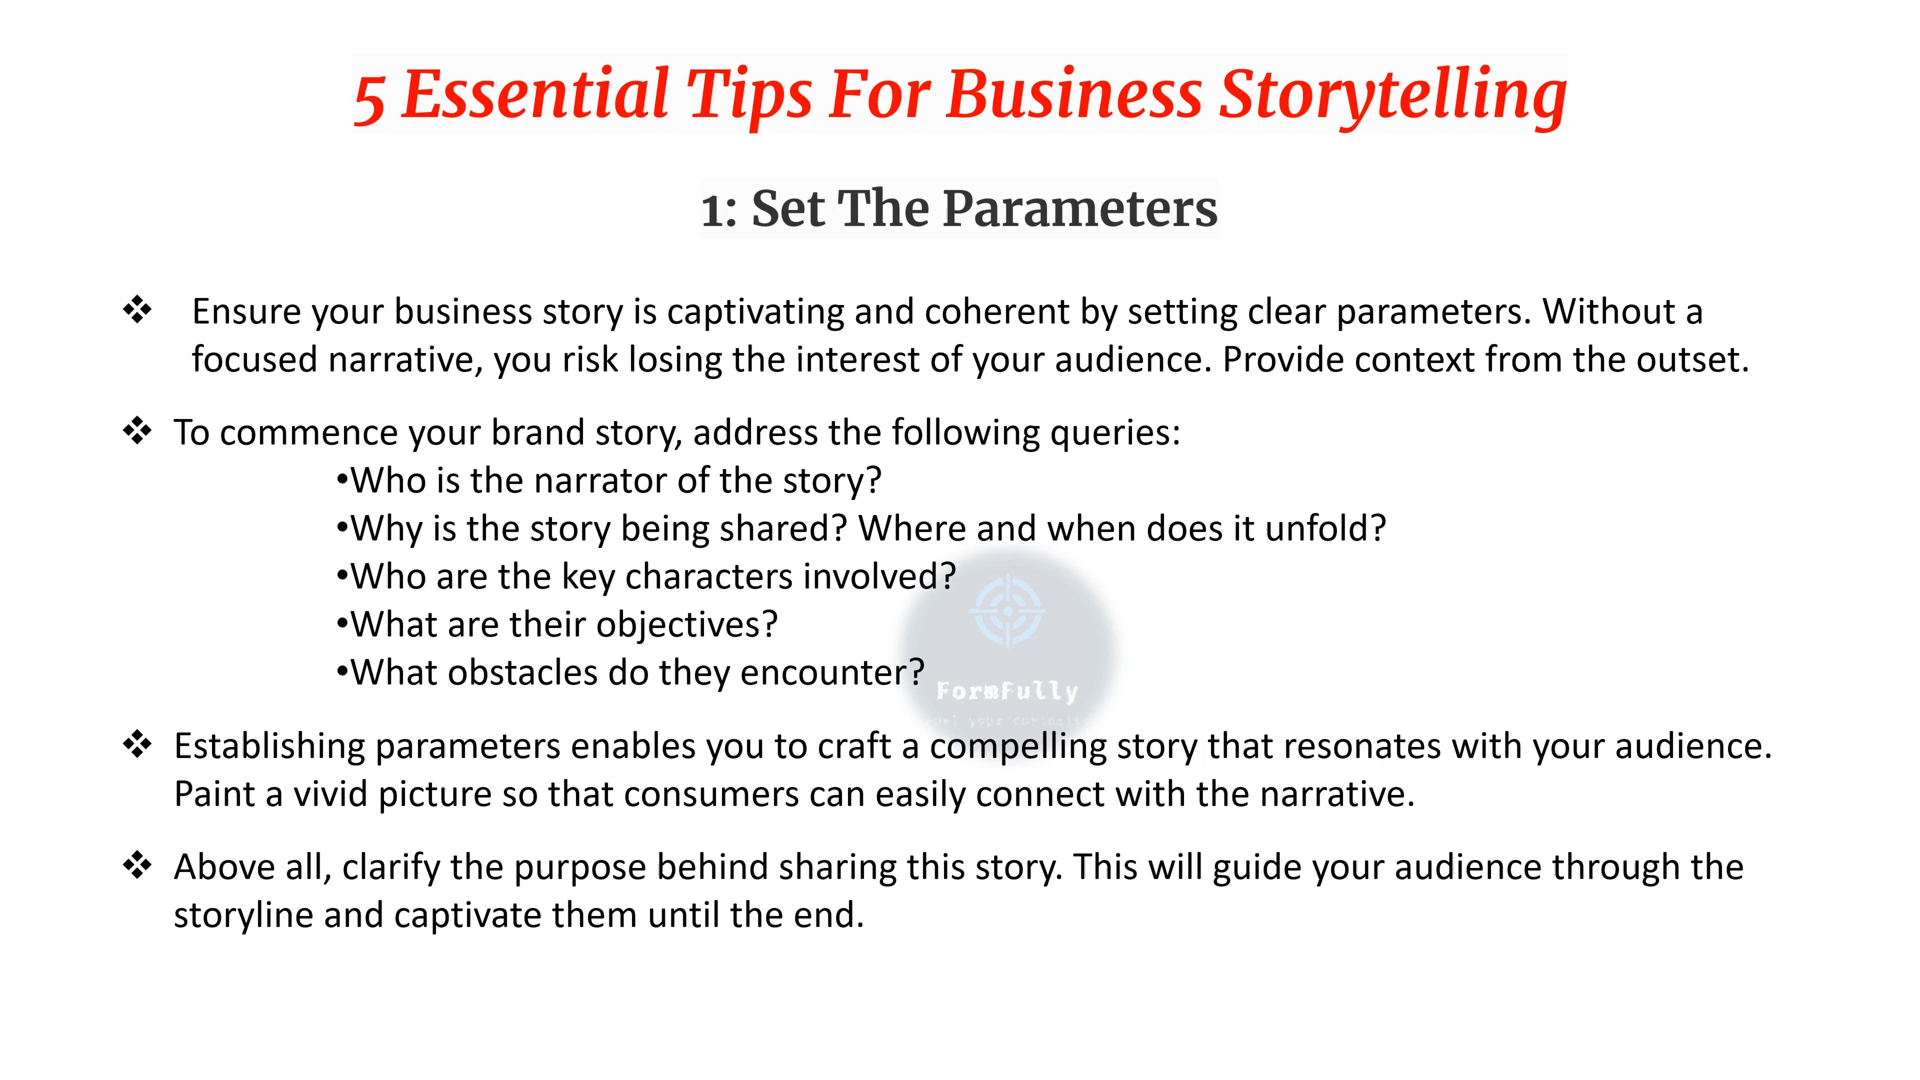 5 Essential Tips For Business Storytelling
1: Set The Parameters
❖ Ensure your business story is captivating and coherent by setting clear parameters. Without a
focused narrative, you risk losing the interest of your audience. Provide context from the outset.
❖ To commence your brand story, address the following queries:
•Who is the narrator of the story?
•Why is the story being shared? Where and when does it unfold?
•Who are the key characters involved?
•What are their objectives?
•What obstacles do they encounter?
FormFully
your
❖ Establishing parameters enables you to craft a compelling story that resonates with your audience.
Paint a vivid picture so that consumers can easily connect with the narrative.
❖ Above all, clarify the purpose behind sharing this story. This will guide your audience through the
storyline and captivate them until the end.